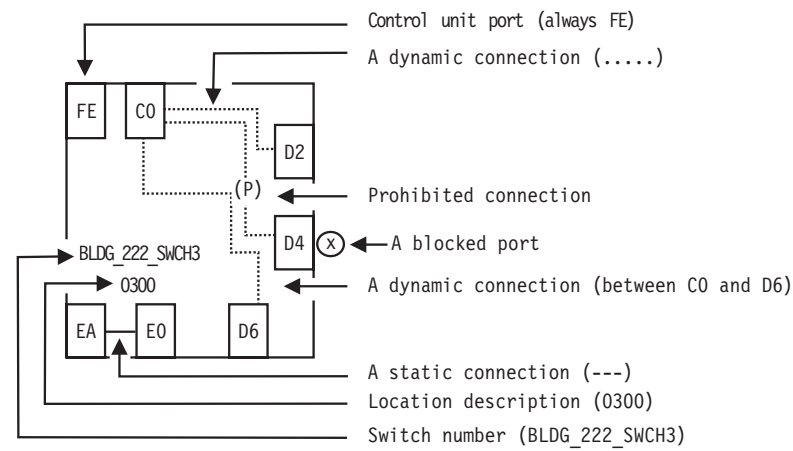 Control unit port (always FE)
A dynamic connection (.....)
FE
C0
D2
(P)
Prohibited connection
D4
X
A blocked port
BLDG_222_SWCH3
0300
A dynamic connection (between C0 and D6)
EA
E0
D6
A static connection (---)
Location description (0300)
Switch number (BLDG_222_SWCH3)